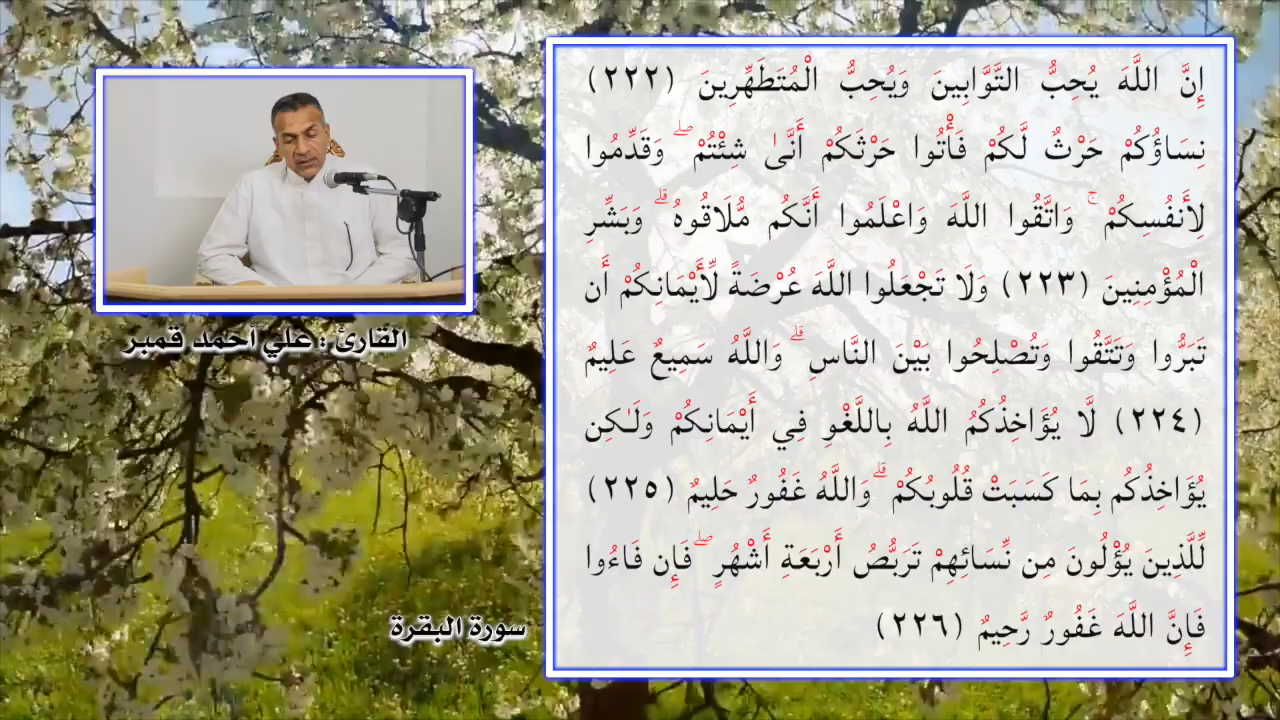 إِنَّ اللَّهَ يُحِبُّ التَّوَّابِينَ وَيُحِبُّ الْمُتَطَهِّرِينَ (٢٢٢)
نِسَاؤُكُمْ حَرْثٌ لَّكُمْ فَأْتُوا حَرْثَكُمْ أَنَّىٰ شِئْتُمْ ۖ وَقَدِّمُوا
لِأَنفُسِكُمْ ۚ وَاتَّقُوا اللَّهَ وَاعْلَمُوا أَنَّكُم مُّلَاقُوهُ ۗ وَبَشِّرِ
الْمُؤْمِنِينَ (٢٢٣) وَلَا تَجْعَلُوا اللَّهَ عُرْضَةً لِّأَيْمَانِكُمْ أَن
تَبَرُّوا وَتَتَّقُوا وَتُصْلِحُوا بَيْنَ النَّاسِ ۗ وَاللَّهُ سَمِيعٌ عَلِيمٌ
(٢٢٤) لَّا يُؤَاخِذُكُمُ اللَّهُ بِاللَّغْوِ فِي أَيْمَانِكُمْ وَلَٰكِن
يُؤَاخِذُكُم بِمَا كَسَبَتْ قُلُوبُكُمْ ۗ وَاللَّهُ غَفُورٌ حَلِيمٌ (٢٢٥)
لِّلَّذِينَ يُؤْلُونَ مِن نِّسَائِهِمْ تَرَبُّصُ أَرْبَعَةِ أَشْهُرٍ ۖ فَإِن فَاءُوا
فَإِنَّ اللَّهَ غَفُورٌ رَّحِيمٌ (٢٢٦)
القارئ : علي أحمد قمبر
سورة البقرة